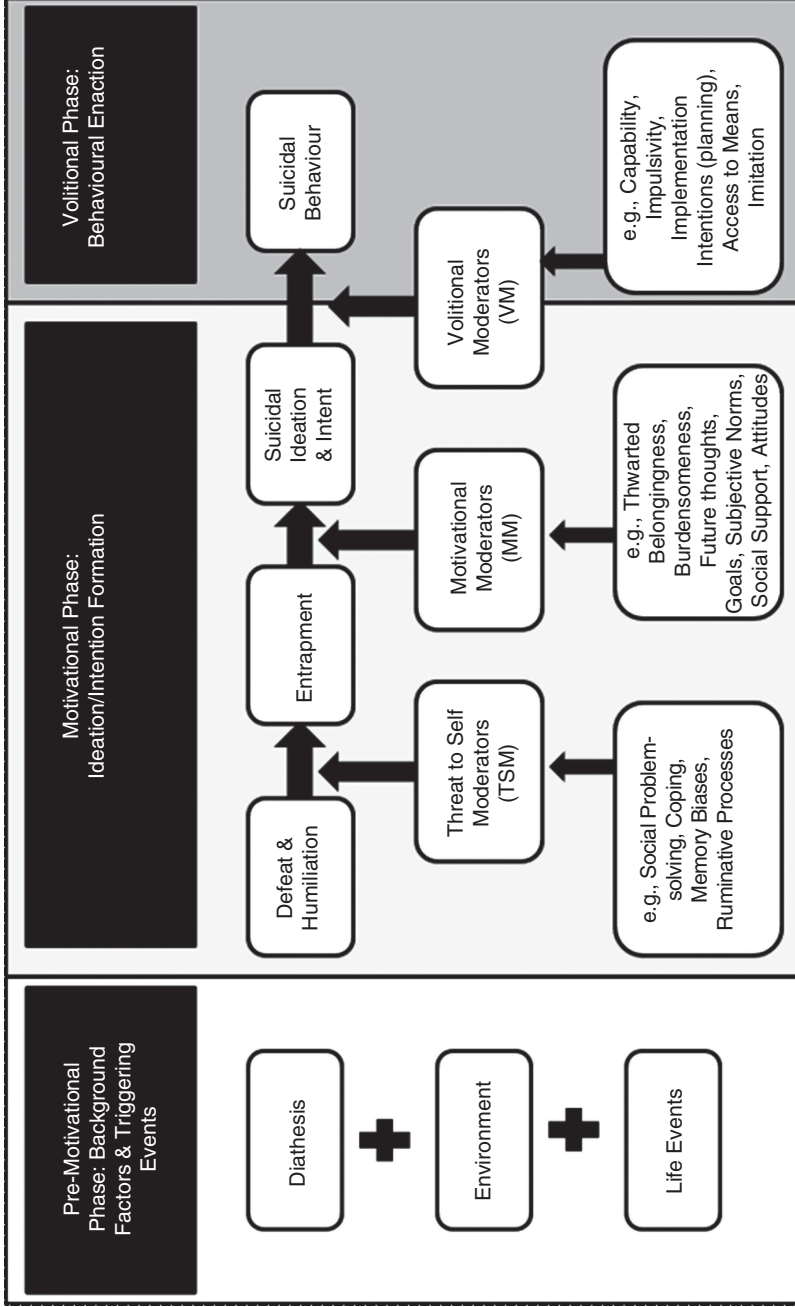 Pre-Motivational
Phase: Background
Factors & Triggering
Events
Diathesis
Environment
Life Events
Motivational Phase:
Ideation/Intention Formation
Defeat &
Humiliation
Entrapment
Suicidal
Ideation
& Intent
Threat to Self
Moderators
(TSM)
Motivational
Moderators
(MM)
Volitional
Moderators
(VM)
e.g., Social Problem-
solving, Coping,
Memory Biases,
Ruminative Processes
e.g., Thwarted
Belongingness,
Burdensomeness,
Future thoughts,
Goals, Subjective Norms,
Social Support, Attitudes
Volitional Phase:
Behavioural Enaction
Suicidal
Behaviour
e.g., Capability,
Impulsivity,
Implementation
Intentions (planning),
Access to Means,
Imitation